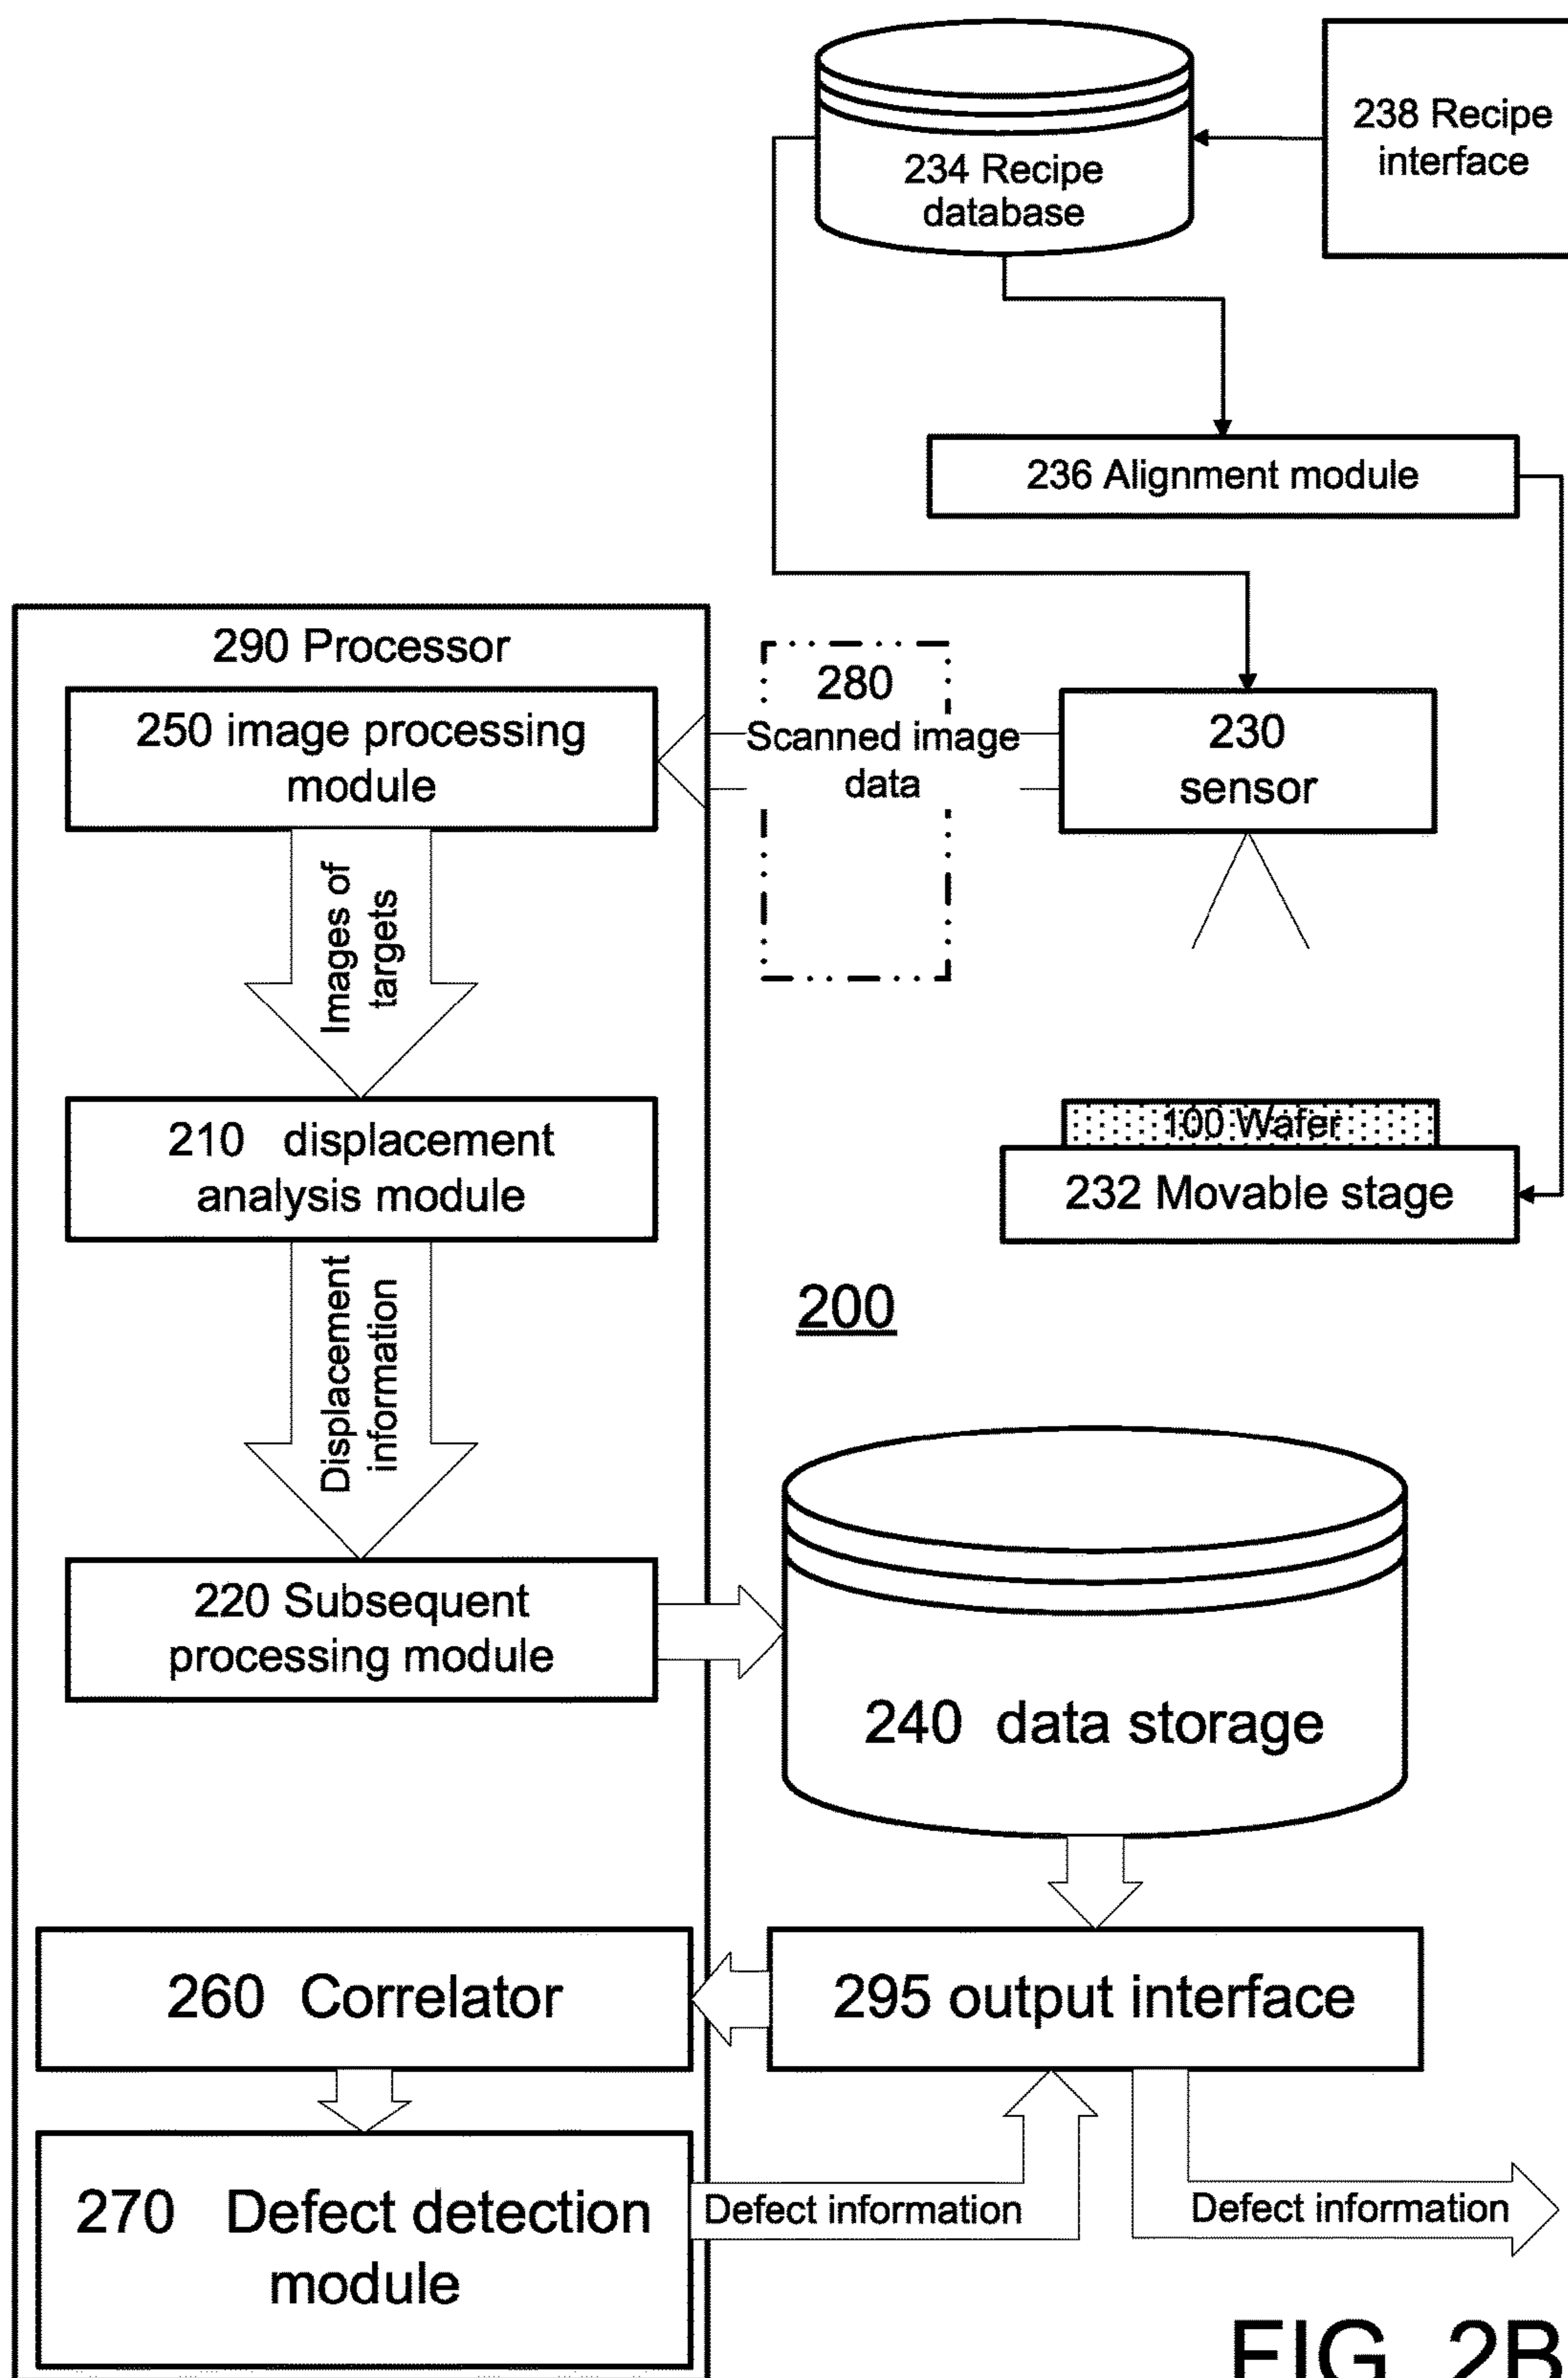 234 Recipe
database
238 Recipe
interface
236 Alignment module
290 Processor
250 image processing
module
280
Scanned image
data
230
sensor
Images of
targets
210 displacement
analysis module
100 Wafer
232 Movable stage
200
Displacement
information
220 Subsequent
processing module
240 data storage
260 Correlator
295 output interface
270 Defect detection
module
Defect information
Defect information
FIG. 2B